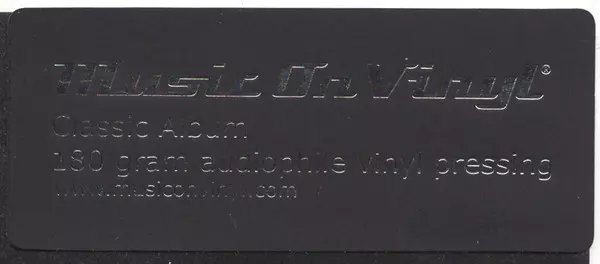 Music On Vinyl®
Classic Album
180 gram audiophile vinyl pressing
www.musiconvinyl.com